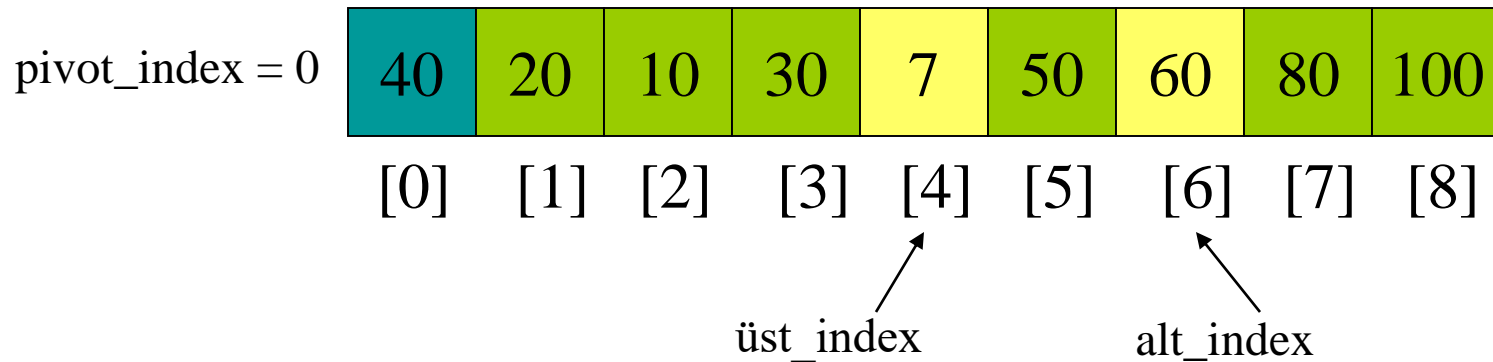 pivot_index = 0 40 20 10 30 7 50 60 80 100
[0] [1] [2] [3] [4] [5] [6] [7] [8]
üst_index alt_index